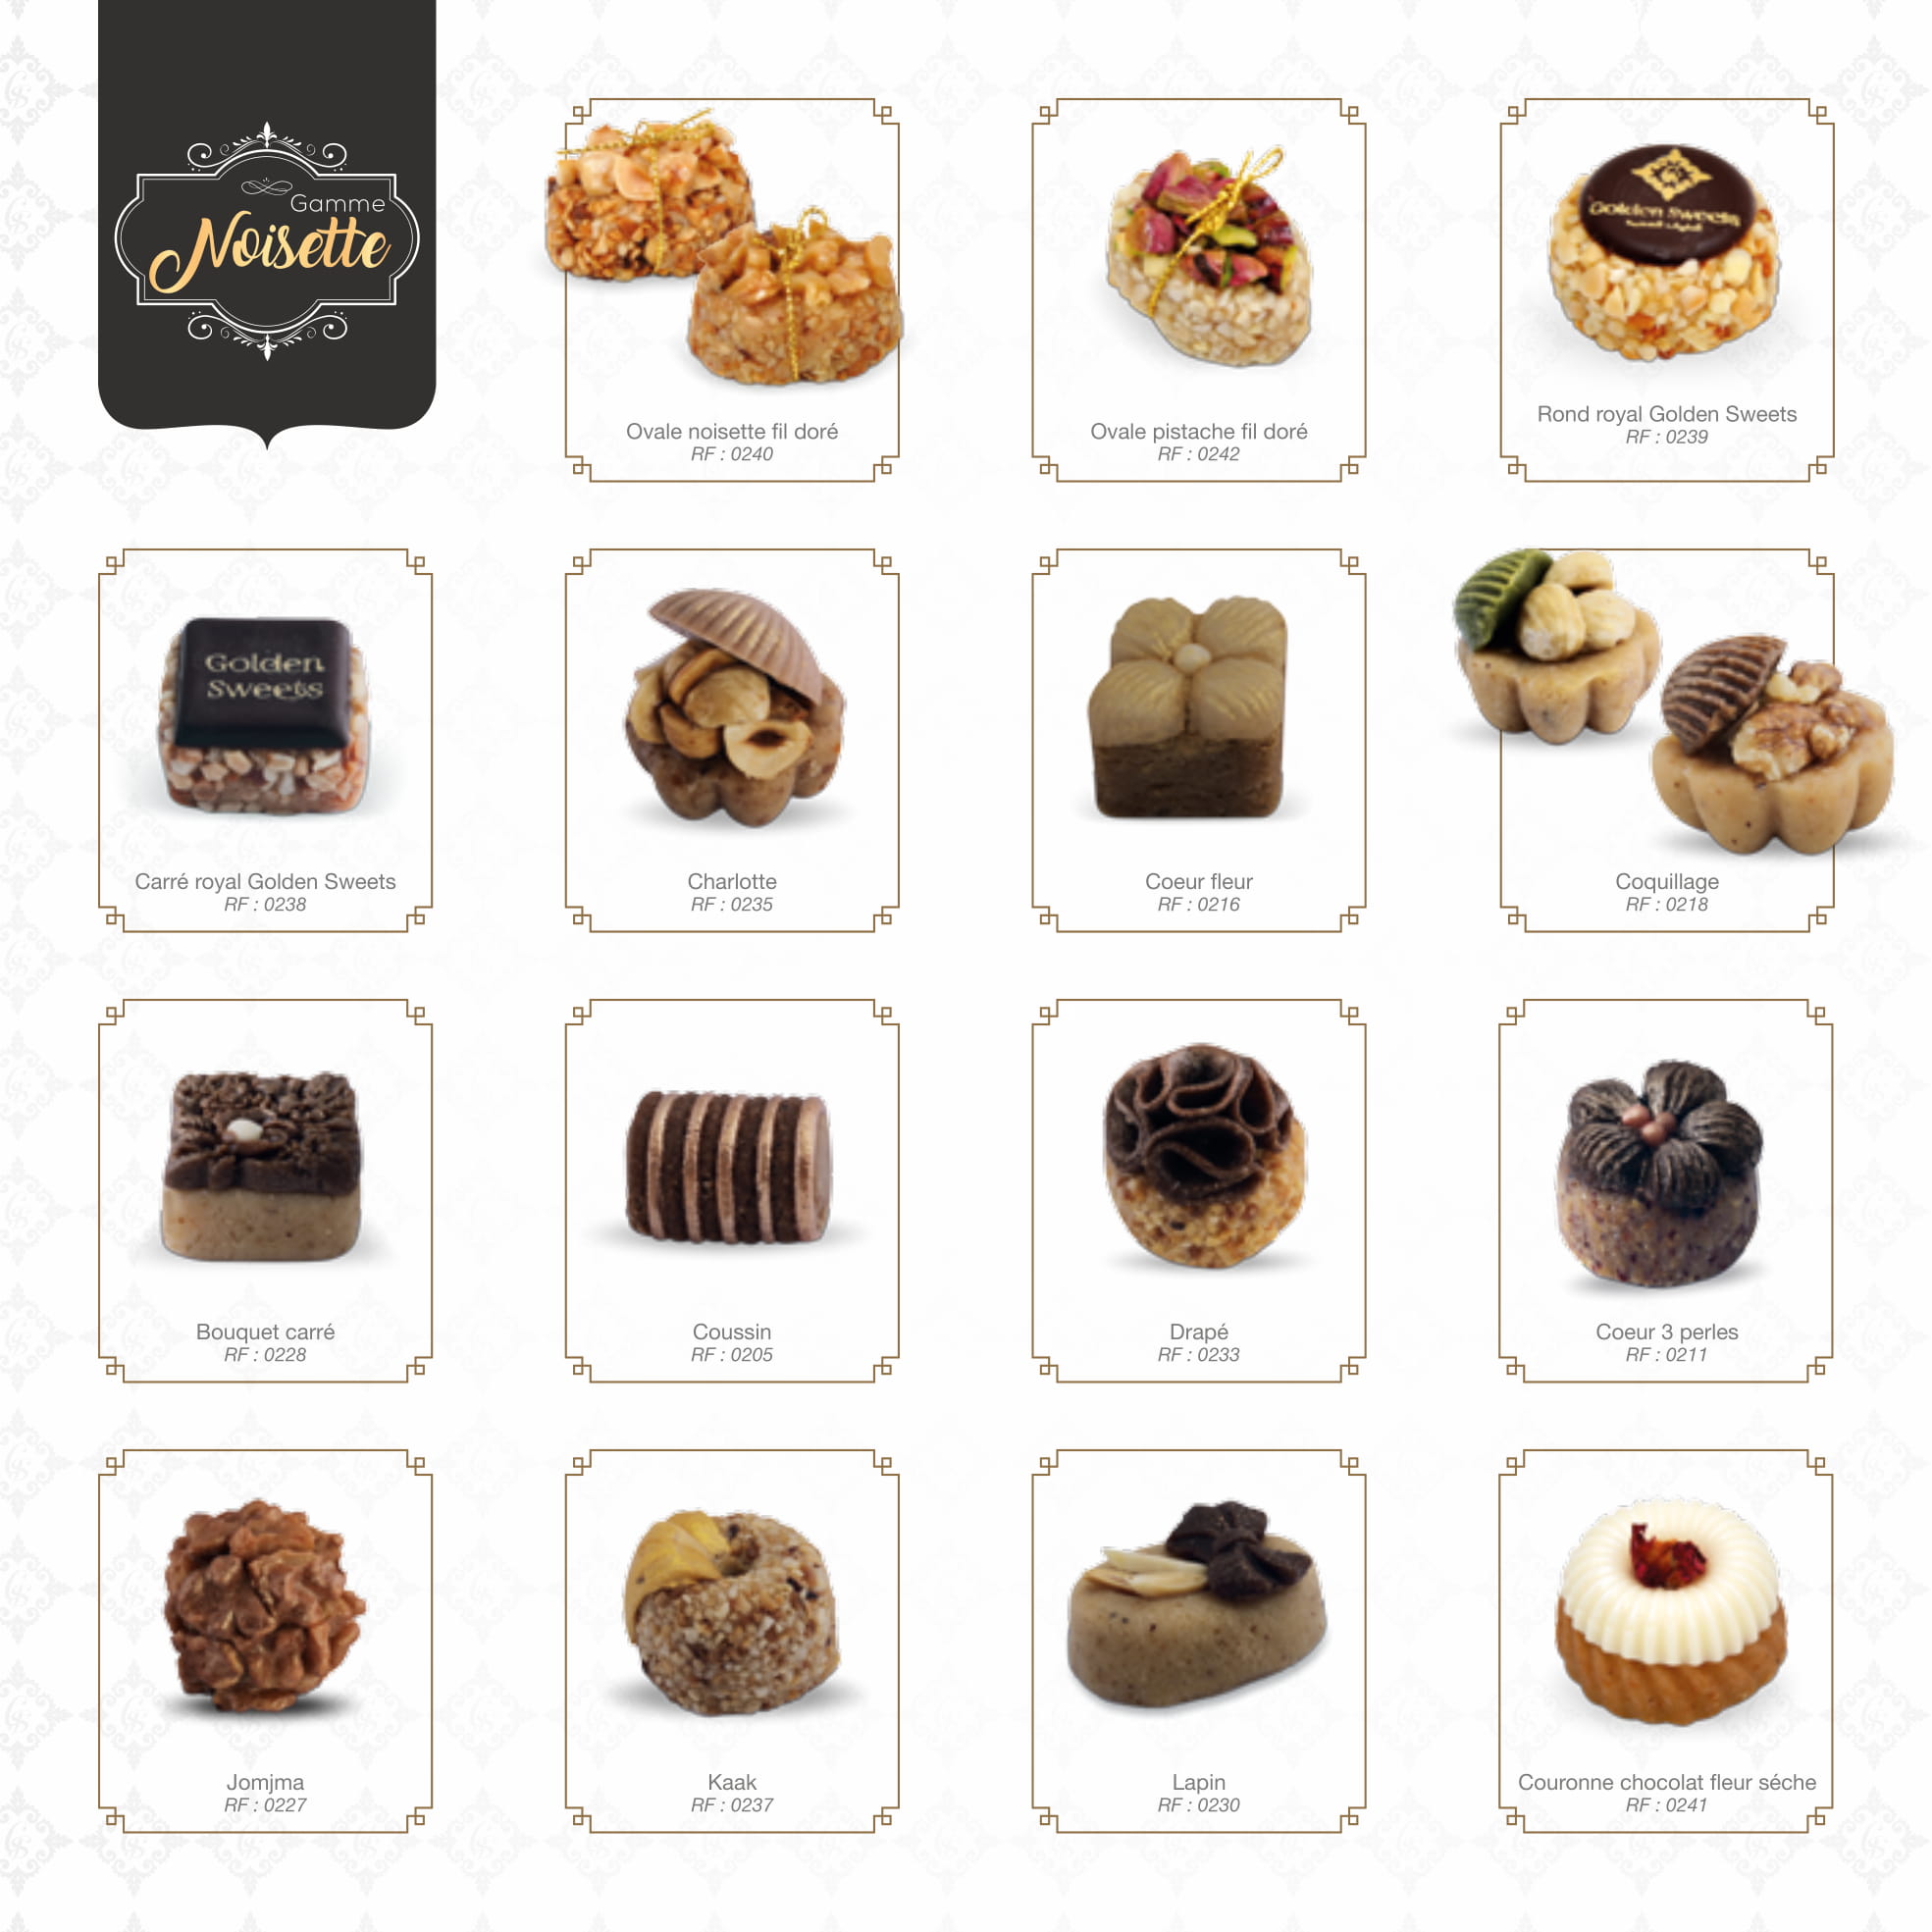 Gamme
Noisette
Ovale noisette fil doré
RF : 0240
Ovale pistache fil doré
RF : 0242
Golden Sweets
Rond royal Golden Sweets
RF : 0239
Golden
Sweets
Carré royal Golden Sweets
RF : 0238
Charlotte
RF : 0235
Coeur fleur
RF : 0216
Coquillage
RF : 0218
Bouquet carré
RF : 0228
Coussin
RF : 0205
Drapé
RF : 0233
Coeur 3 perles
RF : 0211
Jomjma
RF : 0227
Kaak
RF : 0237
Lapin
RF : 0230
Couronne chocolat fleur séche
RF : 0241